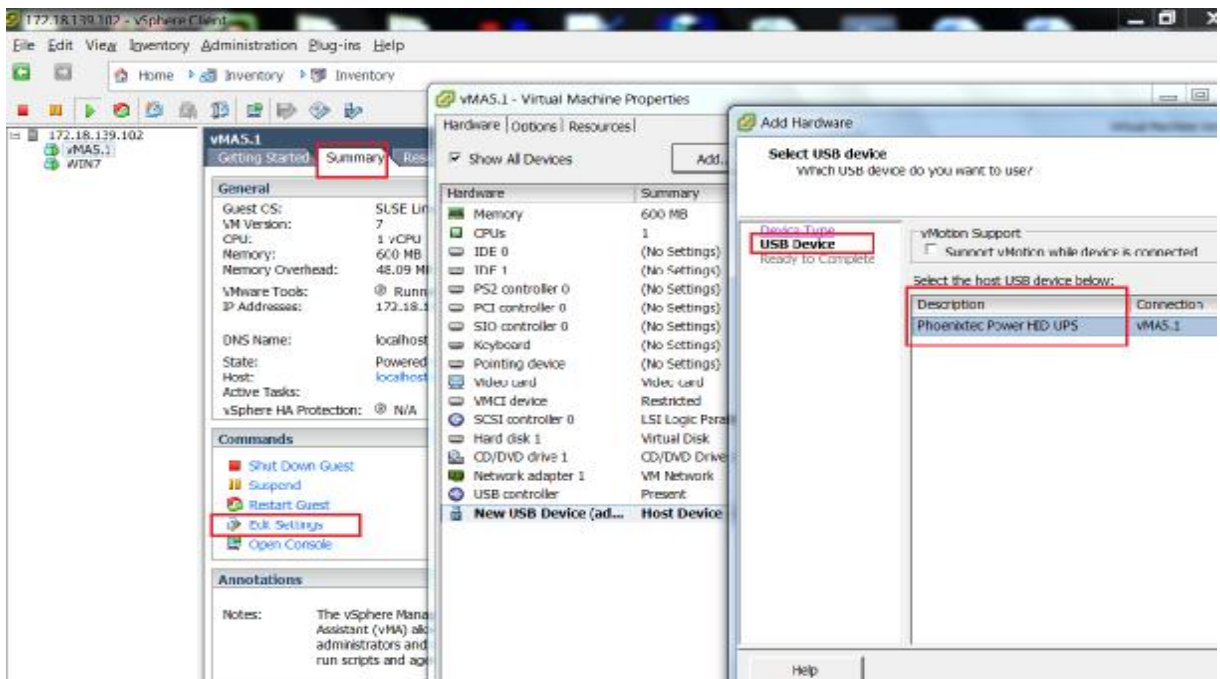 172.18.139.102 - vSphere Client
File Edit View Inventory Administration Plug-ins Help
Home Inventory Inventory
172.18.139.102
vMA5.1
WIN7
vMA5.1
Getting Started Summary
General
Guest OS: SUSE Lin
VM Version: 7
CPU: 1 vCPU
Memory: 600 MB
Memory Overhead: 48.09 M
VMware Tools: Runn
IP Addresses: 172.18.1
DNS Name: localhost
State: Powered
Host: localhost
Active Tasks:
vSphere HA Protection: N/A
Commands
Shut Down Guest
Suspend
Restart Guest
Edit Settings
Open Console
Annotations
Notes: The vSphere Mana
Assistant (vMA) allo
administrators and
run scripts and age
vMA5.1 - Virtual Machine Properties
Hardware Options Resources
Show All Devices Add..
Hardware Summary
Memory 600 MB
CPUs 1
IDE 0 (No Settings)
IDE 1 (No Settings)
PS2 controller 0 (No Settings)
PCI controller 0 (No Settings)
SIO controller 0 (No Settings)
Keyboard (No Settings)
Pointing device (No Settings)
Video card Video card
VMCI device Restricted
SCSI controller 0 LSI Logic Paral
Hard disk 1 Virtual Disk
CD/DVD drive 1 CD/DVD Drive
Network adapter 1 VM Network
USB controller Present
New USB Device (ad... Host Device
Add Hardware
Select USB device
Which USB device do you want to use?
Device Type
USB Device
Ready to Complete
vMotion Support
Support vMotion while device is connected
Select the host USB device below:
Description Connection
Phoenixtec Power HID UPS vMA5.1
Help